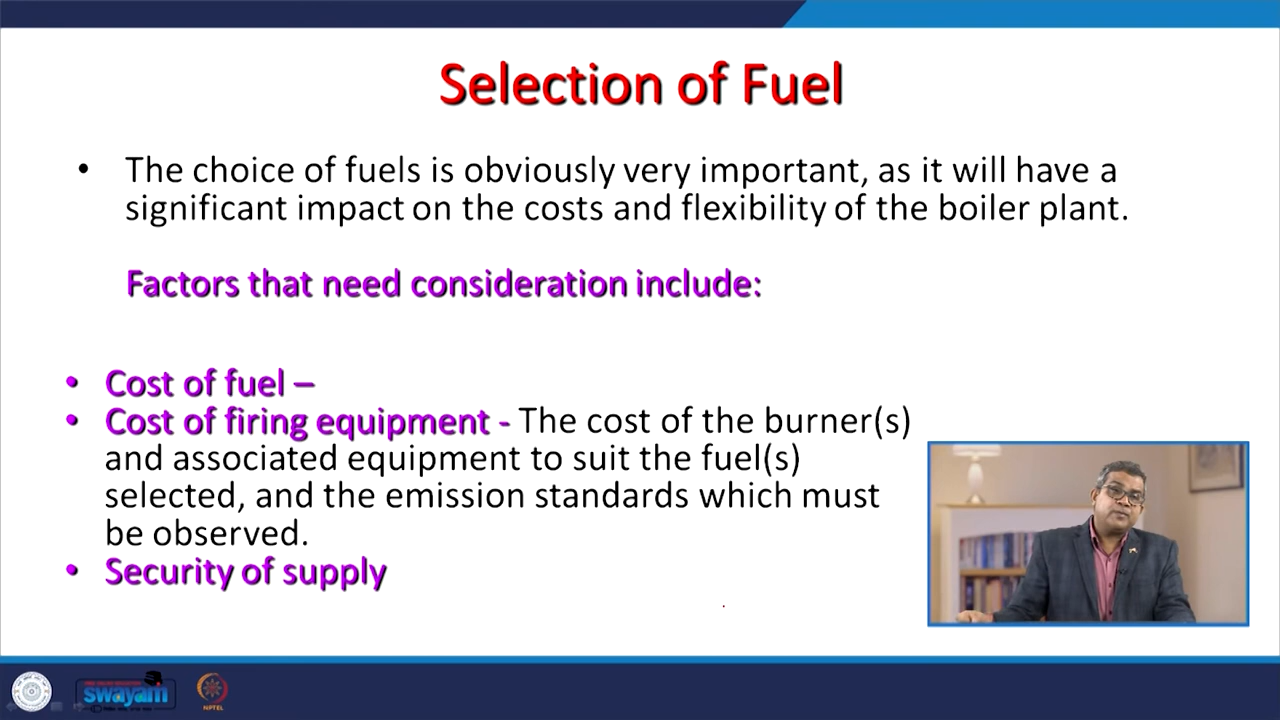 Selection of Fuel
• The choice of fuels is obviously very important, as it will have a
significant impact on the costs and flexibility of the boiler plant.
Factors that need consideration include:
• Cost of fuel –
• Cost of firing equipment - The cost of the burner(s)
and associated equipment to suit the fuel(s)
selected, and the emission standards which must
be observed.
• Security of supply
swayam
NPTEL